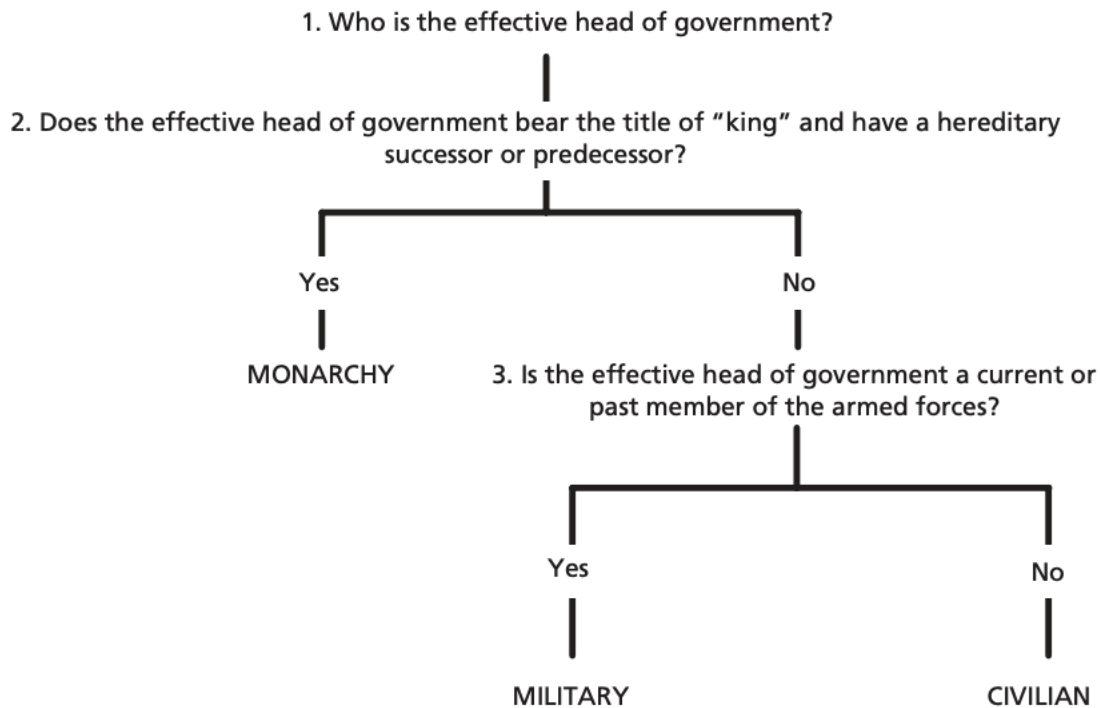 1. Who is the effective head of government?
2. Does the effective head of government bear the title of “king” and have a hereditary
successor or predecessor?
Yes
No
MONARCHY
3. Is the effective head of government a current or
past member of the armed forces?
Yes
No
MILITARY
CIVILIAN